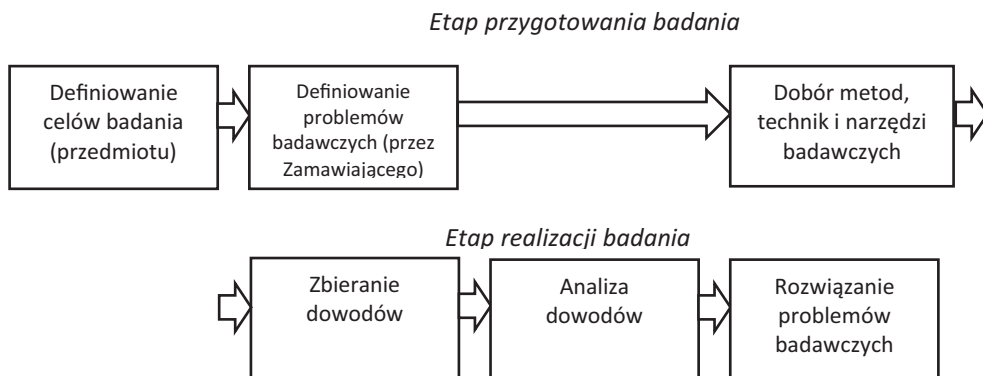 Etap przygotowania badania
Definiowanie
celów badania
(przedmiotu)
Definiowanie
problemów
badawczych (przez
Zamawiającego)
Dobór metod,
technik i narzędzi
badawczych
Etap realizacji badania
Zbieranie
dowodów
Analiza
dowodów
Rozwiązanie
problemów
badawczych